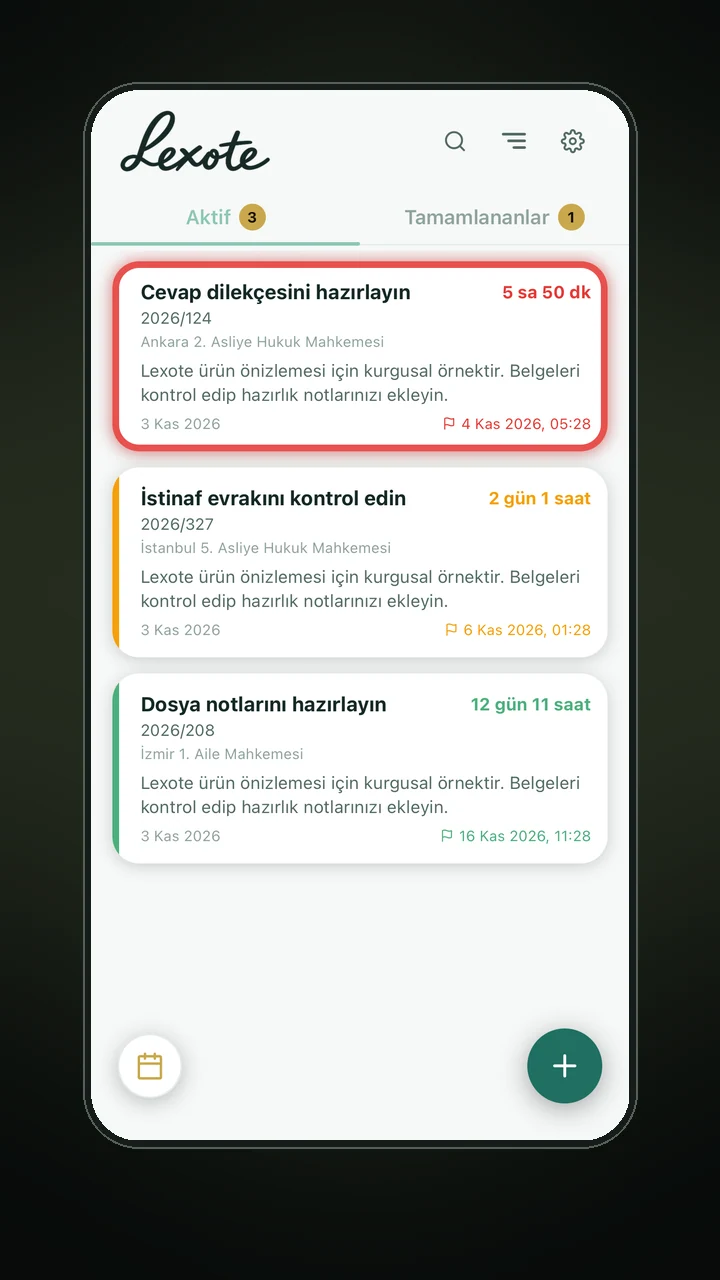 Lexote
Aktif 3
Tamamlananlar 1
Cevap dilekçesini hazırlayın 5 sa 50 dk
2026/124
Ankara 2. Asliye Hukuk Mahkemesi
Lexote ürün önizlemesi için kurgusal örnektir. Belgeleri
kontrol edip hazırlık notlarınızı ekleyin.
3 Kas 2026 4 Kas 2026, 05:28
İstinaf evrakını kontrol edin 2 gün 1 saat
2026/327
İstanbul 5. Asliye Hukuk Mahkemesi
Lexote ürün önizlemesi için kurgusal örnektir. Belgeleri
kontrol edip hazırlık notlarınızı ekleyin.
3 Kas 2026 6 Kas 2026, 01:28
Dosya notlarını hazırlayın 12 gün 11 saat
2026/208
İzmir 1. Aile Mahkemesi
Lexote ürün önizlemesi için kurgusal örnektir. Belgeleri
kontrol edip hazırlık notlarınızı ekleyin.
3 Kas 2026 16 Kas 2026, 11:28